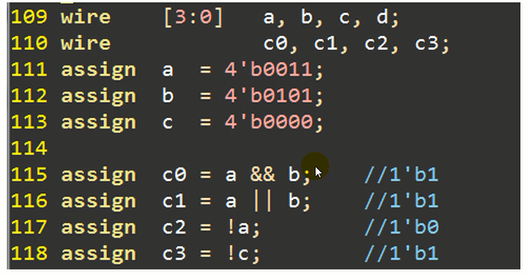 109 wire    [3:0]   a, b, c, d;
110 wire            c0, c1, c2, c3;
111 assign  a  = 4'b0011;
112 assign  b  = 4'b0101;
113 assign  c  = 4'b0000;
114
115 assign  c0 = a && b;    //1'b1
116 assign  c1 = a || b;    //1'b1
117 assign  c2 = !a;        //1'b0
118 assign  c3 = !c;        //1'b1